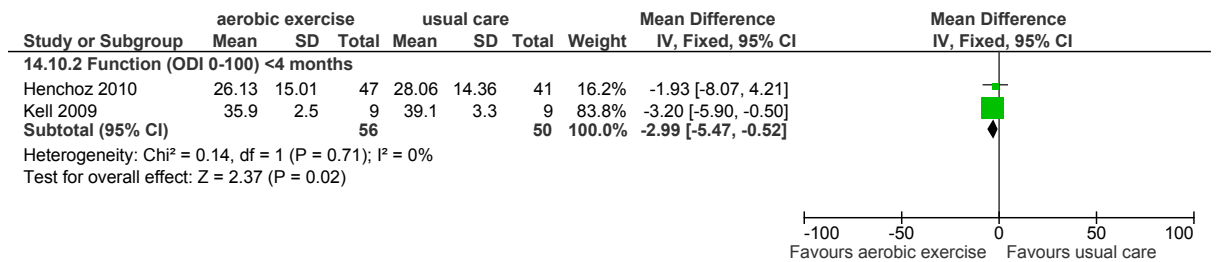 aerobic exercise usual care Mean Difference Mean Difference
Study or Subgroup Mean SD Total Mean SD Total Weight IV, Fixed, 95% CI IV, Fixed, 95% CI
14.10.2 Function (ODI 0-100) <4 months
Henchoz 2010 26.13 15.01 47 28.06 14.36 41 16.2% -1.93 [-8.07, 4.21]
Kell 2009 35.9 2.5 9 39.1 3.3 9 83.8% -3.20 [-5.90, -0.50]
Subtotal (95% CI) 56 50 100.0% -2.99 [-5.47, -0.52]
Heterogeneity: Chi² = 0.14, df = 1 (P = 0.71); I² = 0%
Test for overall effect: Z = 2.37 (P = 0.02)
-100 -50 0 50 100
Favours aerobic exercise Favours usual care